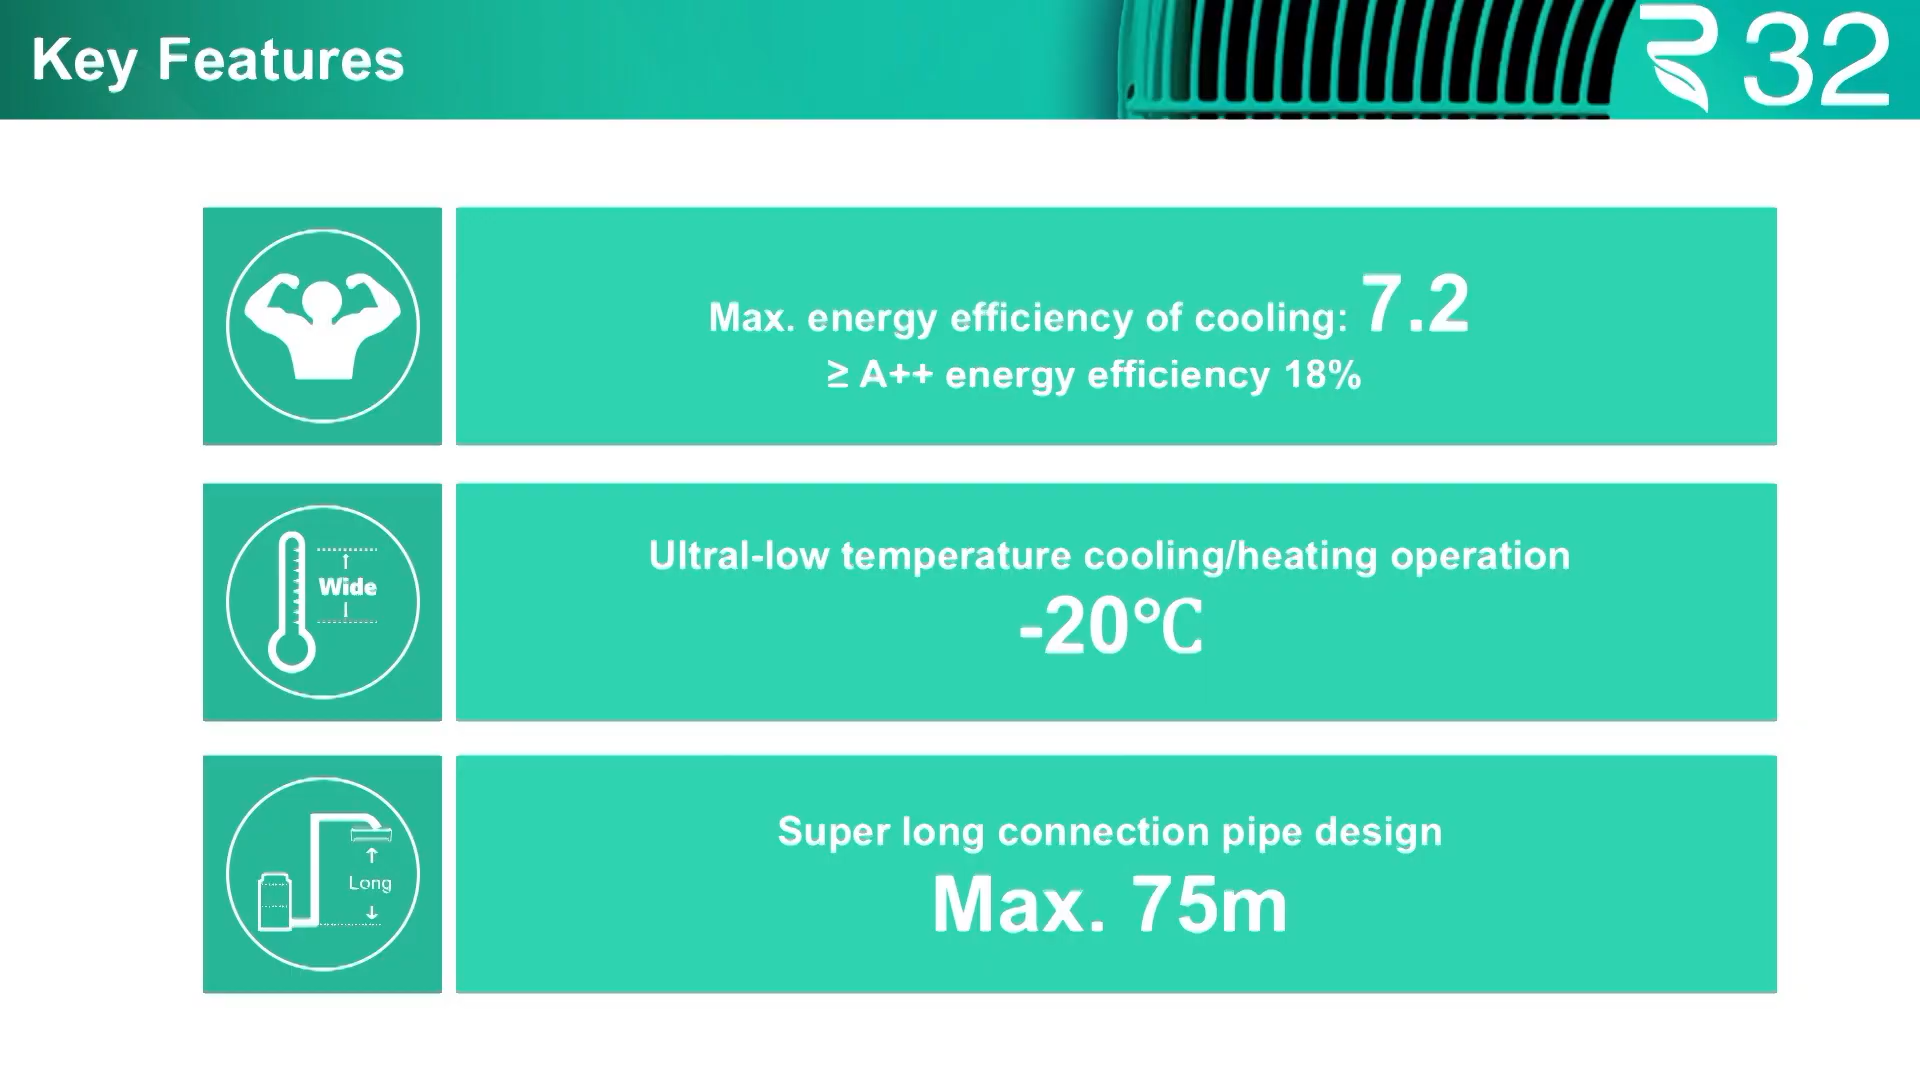 Key Features
R32
Max. energy efficiency of cooling: 7.2
≥ A++ energy efficiency 18%
Wide
Ultral-low temperature cooling/heating operation
-20℃
Long
Super long connection pipe design
Max. 75m